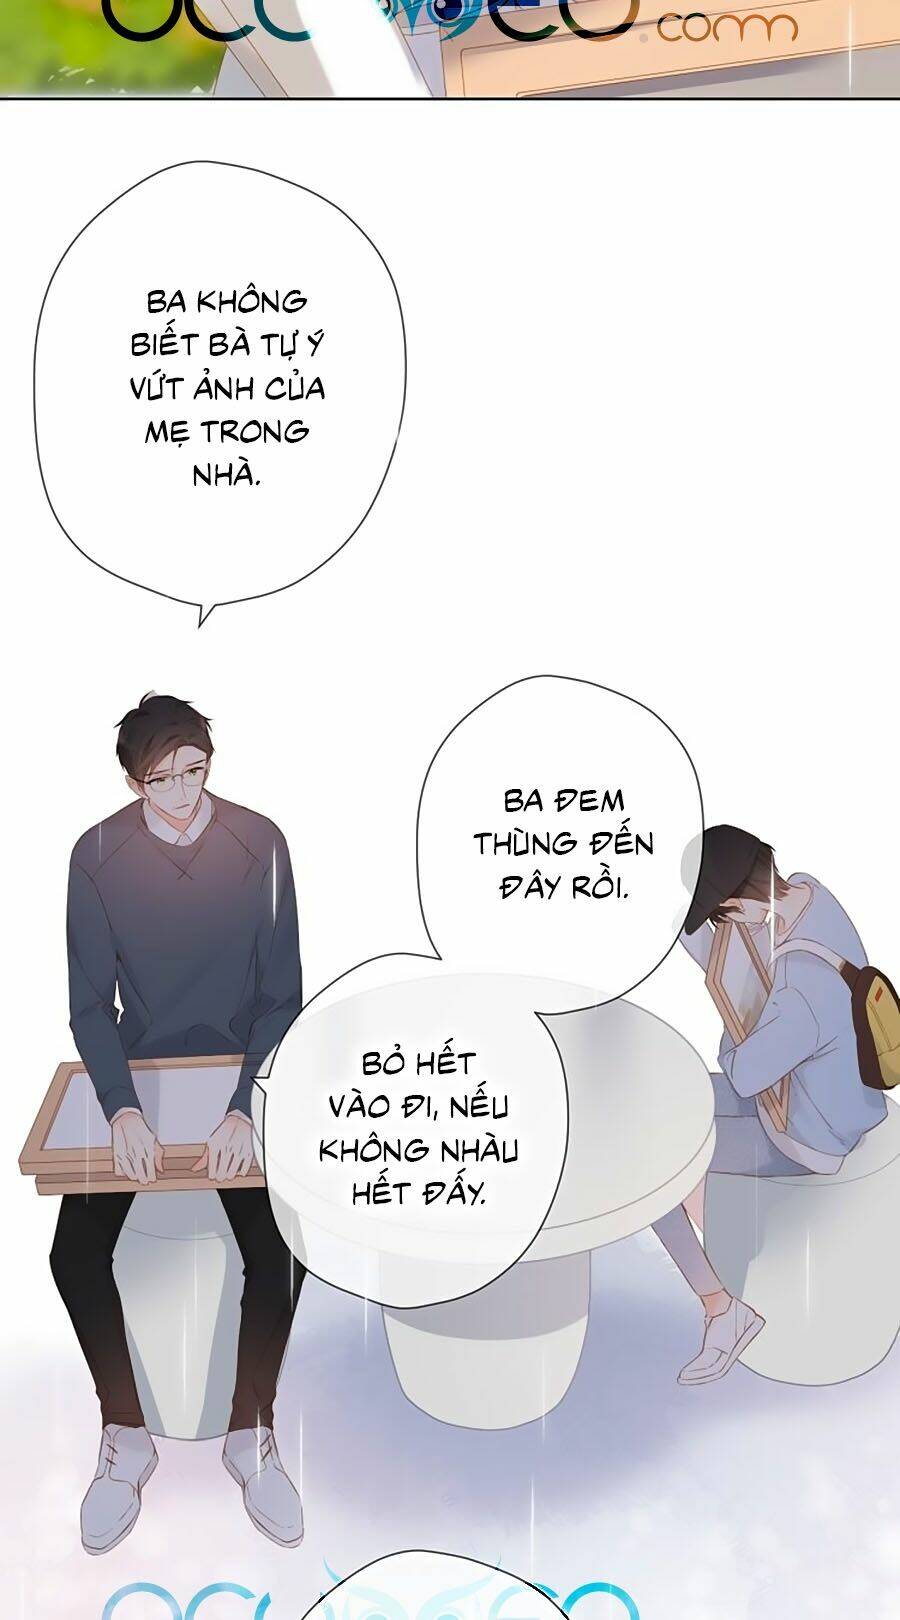 BA KHÔNG
BIẾT BÀ TỰ Ý
VỨT ẢNH CỦA
MẸ TRONG
NHÀ.
BA ĐEM
THÙNG ĐẾN
ĐÂY RỒI.
BỎ HẾT
VÀO ĐI, NẾU
KHÔNG NHÀU
HẾT ĐẤY.